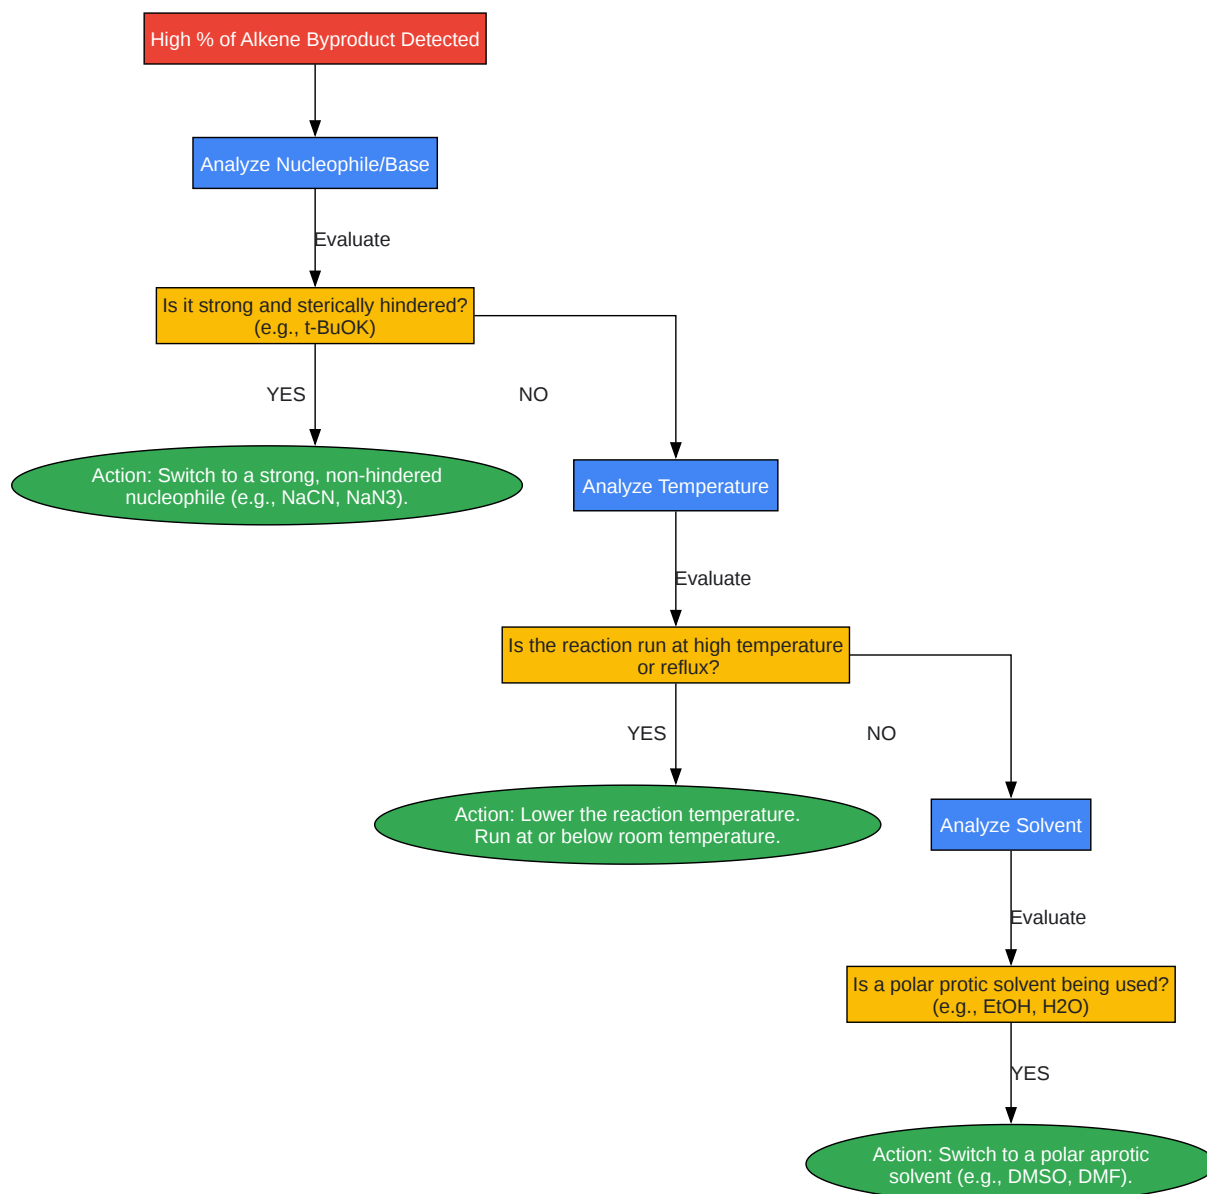 High % of Alkene Byproduct Detected
Analyze Nucleophile/Base
Evaluate
Is it strong and sterically hindered?
(e.g., t-BuOK)
YES
NO
Action: Switch to a strong, non-hindered
nucleophile (e.g., NaCN, NaN3).
Analyze Temperature
Evaluate
Is the reaction run at high temperature
or reflux?
YES
NO
Action: Lower the reaction temperature.
Run at or below room temperature.
Analyze Solvent
Evaluate
Is a polar protic solvent being used?
(e.g., EtOH, H2O)
YES
Action: Switch to a polar aprotic
solvent (e.g., DMSO, DMF).